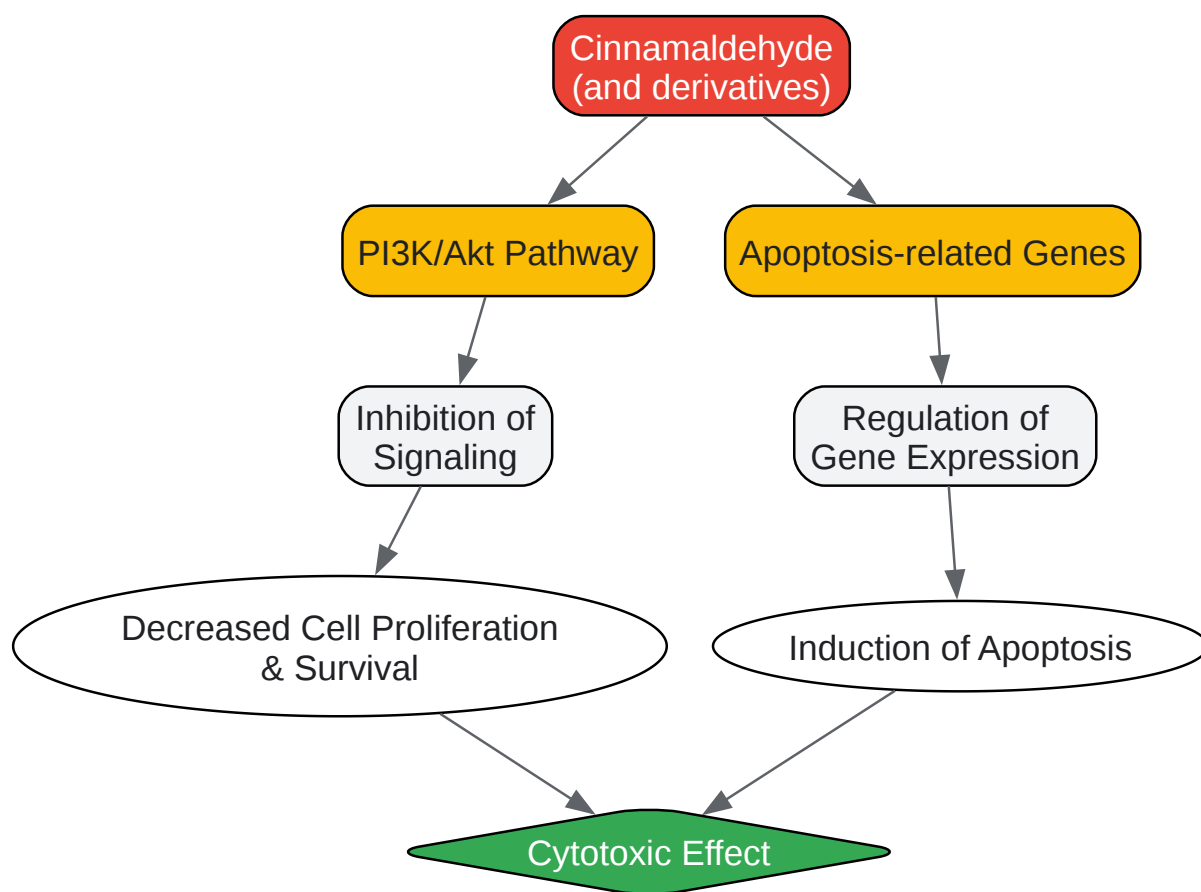 Cinnamaldehyde
(and derivatives)
PI3K/Akt Pathway
Apoptosis-related Genes
Inhibition of
Signaling
Regulation of
Gene Expression
Decreased Cell Proliferation
& Survival
Induction of Apoptosis
Cytotoxic Effect